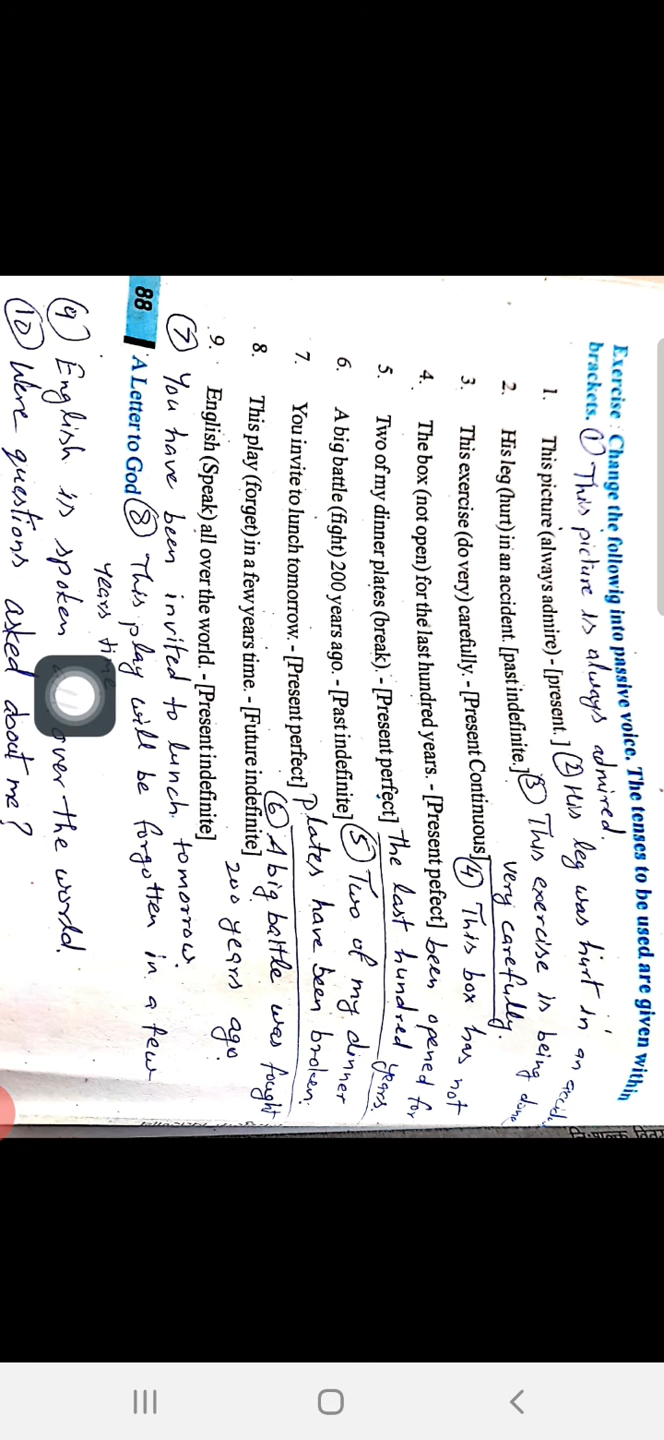 Exercise : Change the followig into passive voice. The tenses to be used are given within
brackets. ① This picture is always admired.
1. This picture (always admire) - [present. ] ② His leg was hurt in an
2. His leg (hurt) in an accident. [past indefinite.] ③ This exercise is being done
very carefully.
3. This exercise (do very) carefully. - [Present Continuous] ④ This box has not
4. The box (not open) for the last hundred years. - [Present pefect] been opened for
5. Two of my dinner plates (break). - [Present perfect] the last hundred years.
6. A big battle (fight) 200 years ago. - [Past indefinite] ⑤ Two of my dinner
7. You invite to lunch tomorrow. - [Present perfect] Plates have been broken.
8. This play (forget) in a few years time. - [Future indefinite] ⑥ A big battle was fought
200 years ago.
9. English (Speak) all over the world. - [Present indefinite]
⑦ You have been invited to lunch tomorrow.
88 A Letter to God ⑧ This play will be forgotten in a few
years time
⑨ English is spoken over the world.
⑩ Were questions asked about me?